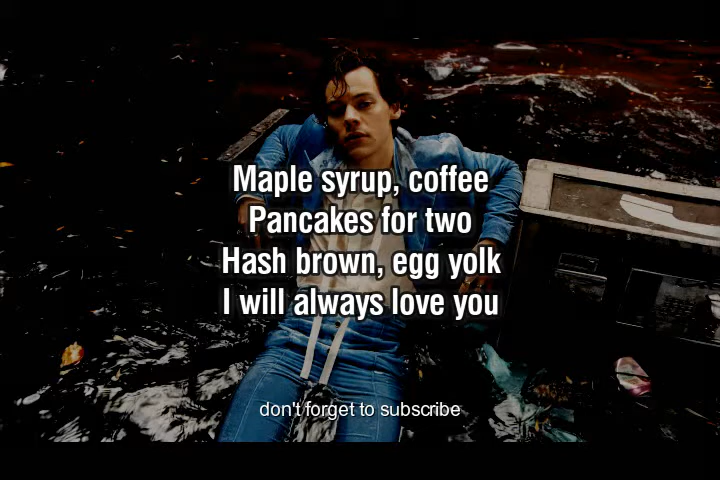 Maple syrup, coffee
Pancakes for two
Hash brown, egg yolk
I will always love you
don't forget to subscribe